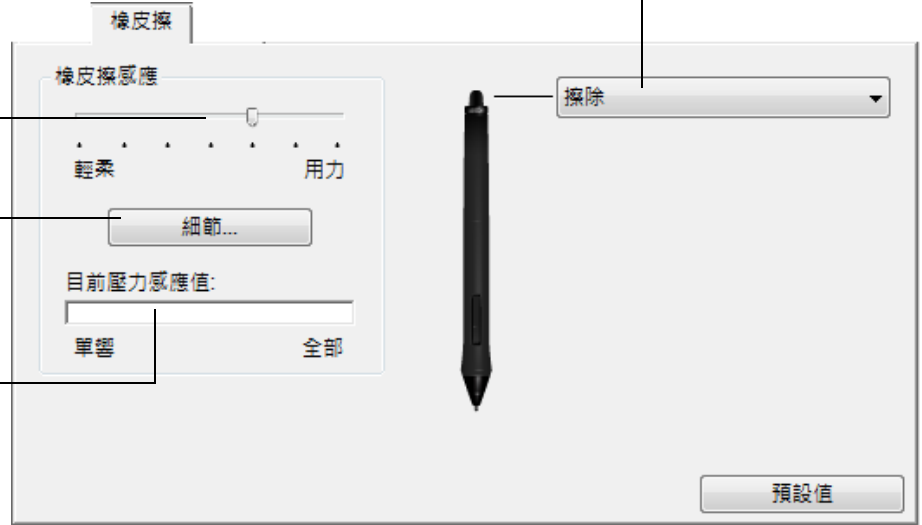 橡皮擦
橡皮擦感應
擦除
輕柔 用力
細節...
目前壓力感應值:
單響 全部
預設值